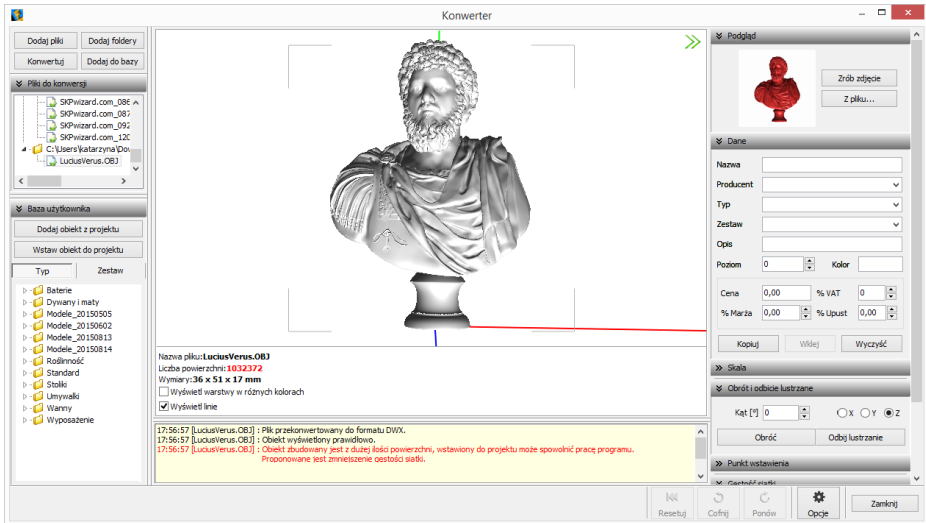 Konwerter
Dodaj pliki
Dodaj foldery
Konwertuj
Dodaj do bazy
Pliki do konwersji
SKPwizard.com_086
SKPwizard.com_087
SKPwizard.com_092
SKPwizard.com_120
C:\Users\katarzyna\Dov
LuciusVerus.OBJ
Baza użytkownika
Dodaj obiekt z projektu
Wstaw obiekt do projektu
Typ
Zestaw
Baterie
Dywany i maty
Modele_20150505
Modele_20150602
Modele_20150813
Modele_20150814
Roślinność
Standard
Stoliki
Umywalki
Wanny
Wyposażenie
Nazwa pliku:LuciusVerus.OBJ
Liczba powierzchni:1032372
Wymiary:36 x 51 x 17 mm
Wyświetl warstwy w różnych kolorach
Wyświetl linie
17:56:57 [LuciusVerus.OBJ] : Plik przekonwertowany do formatu DWX.
17:56:57 [LuciusVerus.OBJ] : Obiekt wyświetlony prawidłowo.
17:56:57 [LuciusVerus.OBJ] : Obiekt zbudowany jest z dużej ilości powierzchni, wstawiony do projektu może spowolnić pracę programu.
Proponowane jest zmniejszenie gęstości siatki.
Podgląd
Zrób zdjęcie
Z pliku...
Dane
Nazwa
Producent
Typ
Zestaw
Opis
Poziom 0 Kolor
Cena 0,00 % VAT 0
% Marża 0,00 % Upust 0,00
Kopiuj Wklej Wyczyść
Skala
Obrót i odbicie lustrzane
Kąt [º] 0 X Y Z
Obróć Odbij lustrzanie
Punkt wstawienia
Gęstość siatki
Resetuj Cofnij Ponów Opcje Zamknij